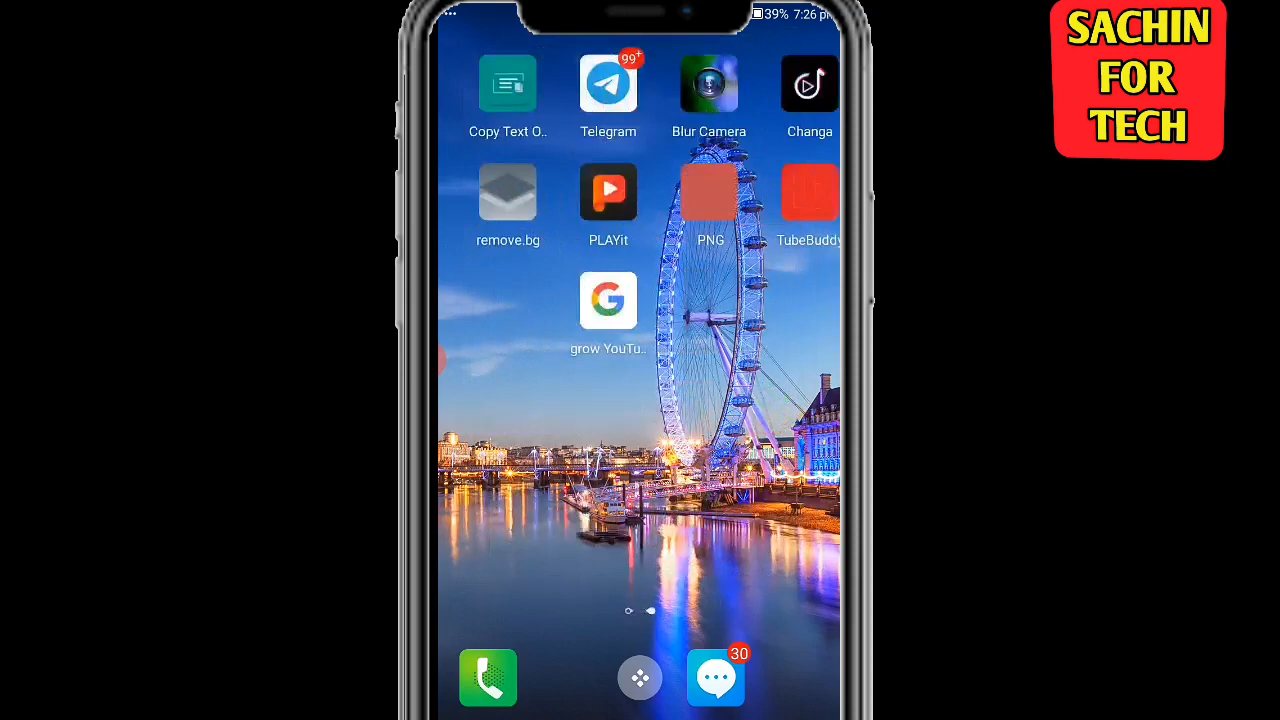 39% 7:26 pm
SACHIN
FOR
TECH
99+
Copy Text O..
Telegram
Blur Camera
Changa
remove.bg
PLAYit
PNG
TubeBuddy
G
grow YouTu..
30